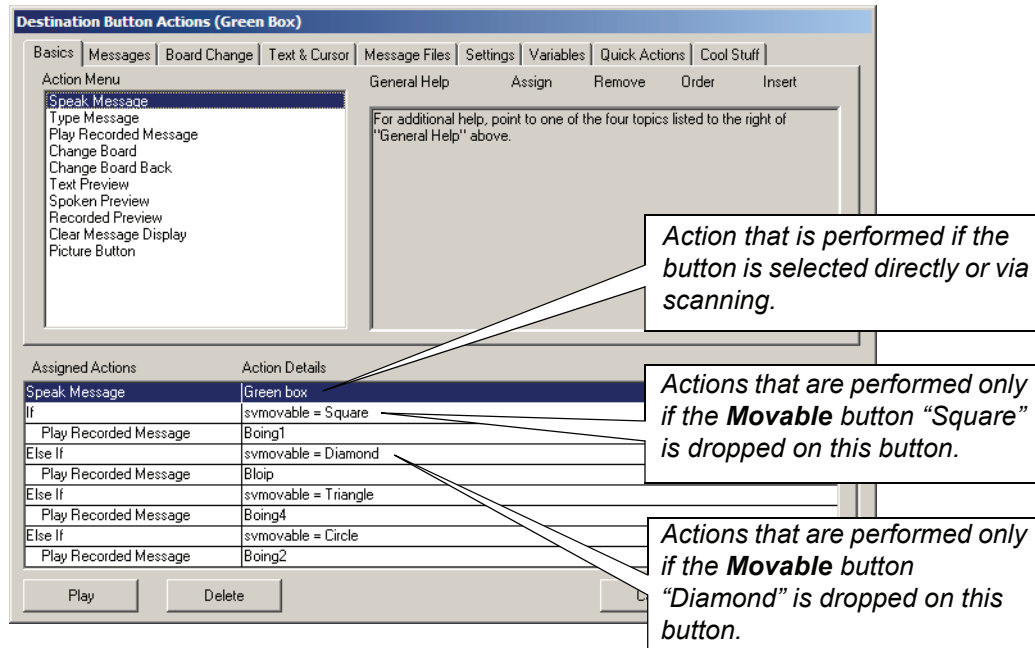 Destination Button Actions (Green Box)
Basics Messages Board Change Text & Cursor Message Files Settings Variables Quick Actions Cool Stuff
Action Menu
Speak Message
Type Message
Play Recorded Message
Change Board
Change Board Back
Text Preview
Spoken Preview
Recorded Preview
Clear Message Display
Picture Button
General Help Assign Remove Order Insert
For additional help, point to one of the four topics listed to the right of
"General Help" above.
Action that is performed if the
button is selected directly or via
scanning.
Assigned Actions Action Details
Speak Message Green box
If svmovable = Square
Play Recorded Message Boing1
Else If svmovable = Diamond
Play Recorded Message Bloip
Else If svmovable = Triangle
Play Recorded Message Boing4
Else If svmovable = Circle
Play Recorded Message Boing2
Actions that are performed only
if the Movable button “Square”
is dropped on this button.
Actions that are performed only
if the Movable button
“Diamond” is dropped on this
button.
Play Delete